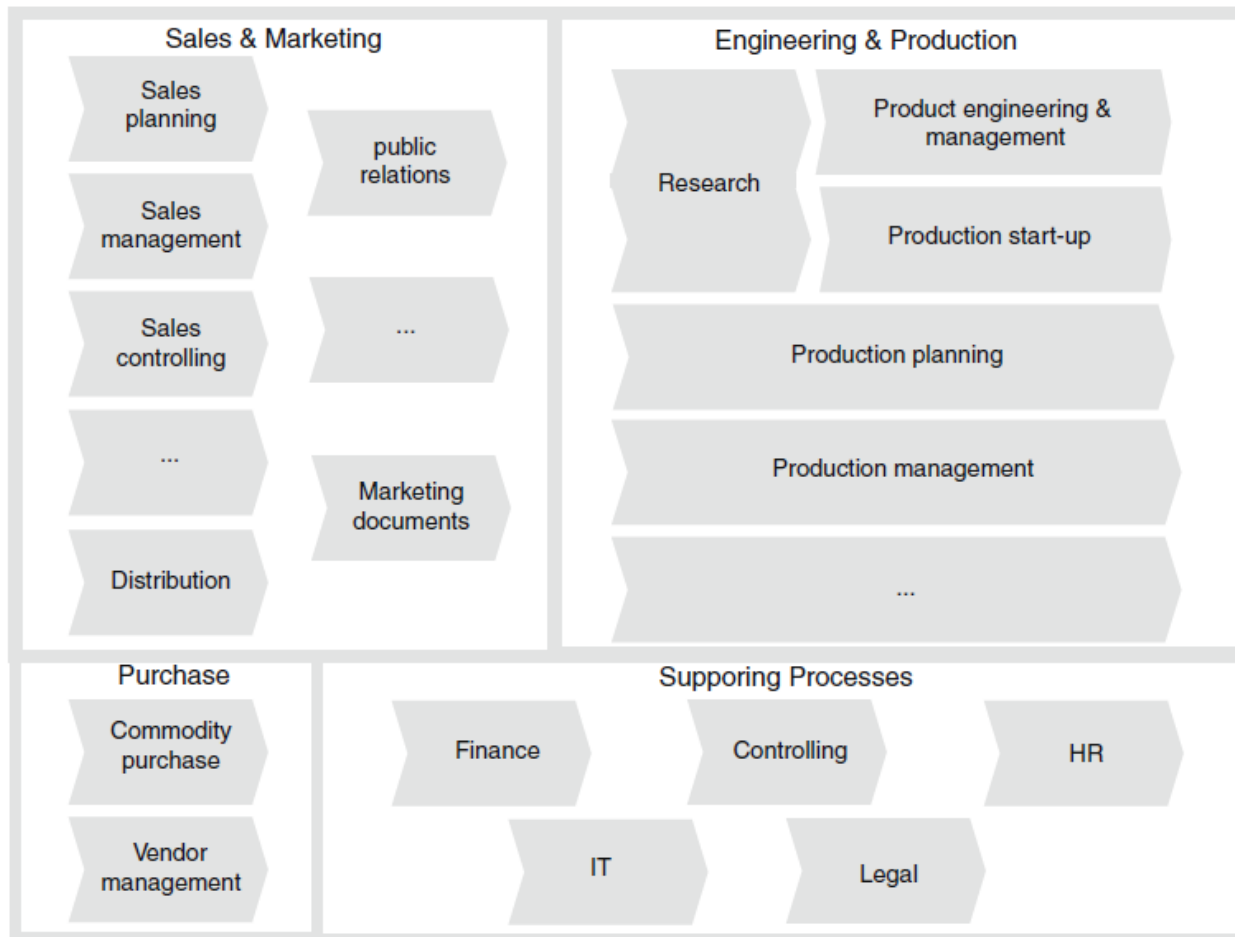 Sales & Marketing
Sales
planning
Sales
management
Sales
controlling
...
Distribution
public
relations
...
Marketing
documents
Engineering & Production
Research
Product engineering &
management
Production start-up
Production planning
Production management
...
Purchase
Commodity
purchase
Vendor
management
Supporing Processes
Finance
Controlling
HR
IT
Legal